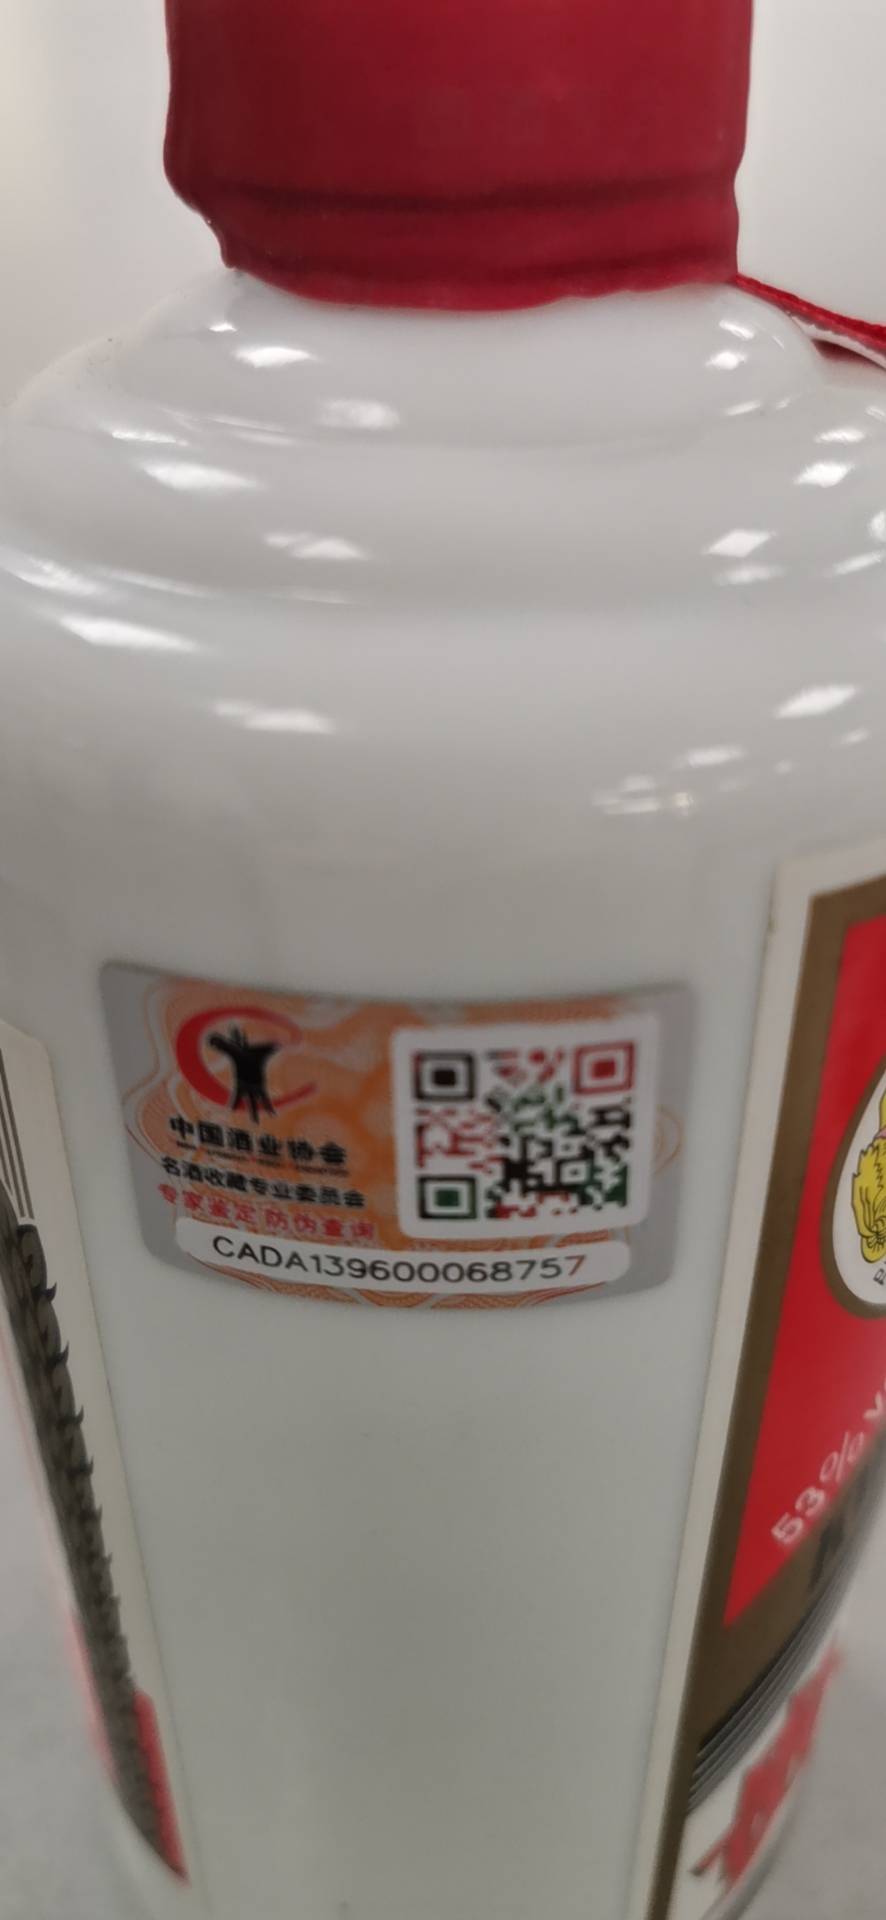 中国酒业协会
名酒收藏专业委员会
专家鉴定 防伪查询
CADA139600068757
53%